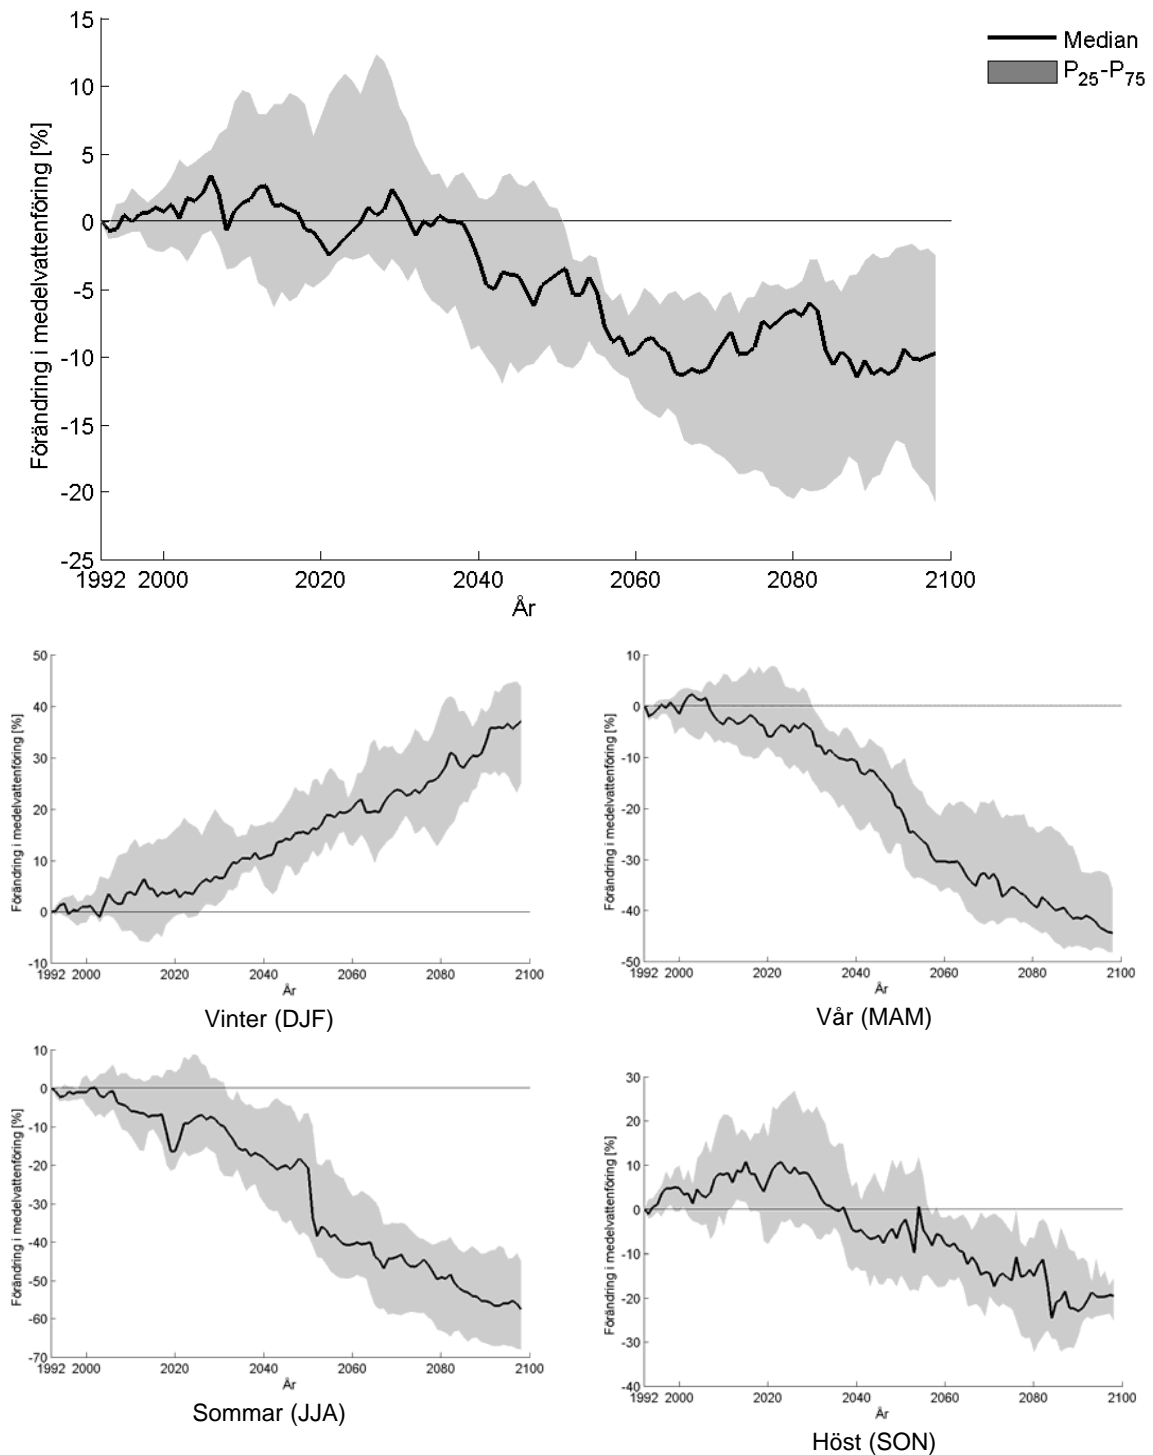 15
10
5
0
-5
-10
-15
-20
-25
Förändring i medelvattenföring [%]
1992 2000 2020 2040 2060 2080 2100
År
Median
P25-P75
50
40
30
20
10
0
-10
Förändring i medelvattenföring [%]
1992 2000 2020 2040 2060 2080 2100
År
Vinter (DJF)
10
0
-10
-20
-30
-40
-50
Förändring i medelvattenföring [%]
1992 2000 2020 2040 2060 2080 2100
År
Vår (MAM)
10
0
-10
-20
-30
-40
-50
-60
-70
Förändring i medelvattenföring [%]
1992 2000 2020 2040 2060 2080 2100
År
Sommar (JJA)
30
20
10
0
-10
-20
-30
-40
Förändring i medelvattenföring [%]
1992 2000 2020 2040 2060 2080 2100
År
Höst (SON)